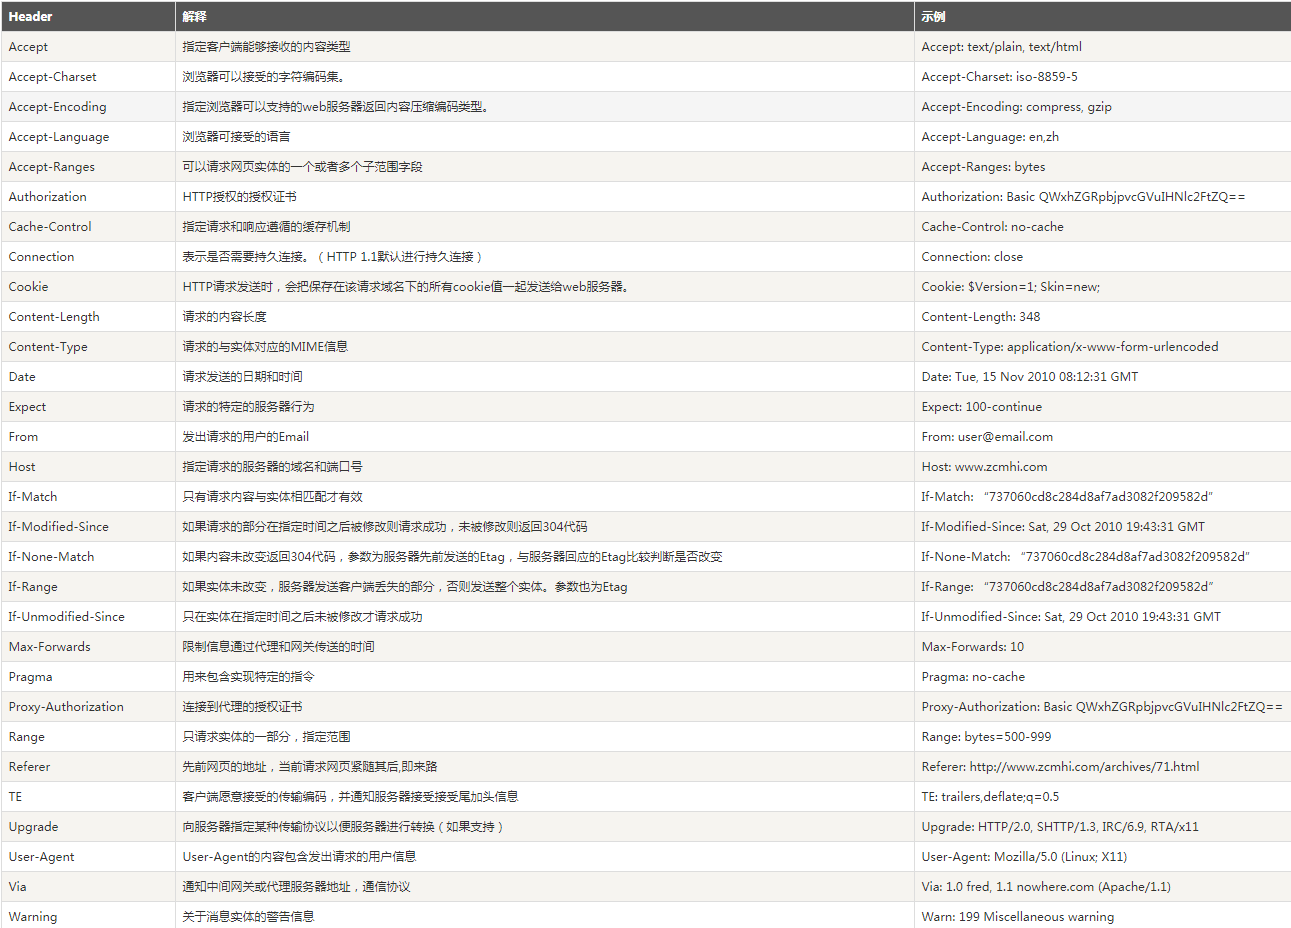 Header 解释 示例
Accept 指定客户端能够接收的内容类型 Accept: text/plain, text/html
Accept-Charset 浏览器可以接受的字符编码集。 Accept-Charset: iso-8859-5
Accept-Encoding 指定浏览器可以支持的web服务器返回内容压缩编码类型。 Accept-Encoding: compress, gzip
Accept-Language 浏览器可接受的语言 Accept-Language: en,zh
Accept-Ranges 可以请求网页实体的一个或者多个子范围字段 Accept-Ranges: bytes
Authorization HTTP授权的授权证书 Authorization: Basic QWxhZGRpbjpvcGVuIHNlc2FtZQ==
Cache-Control 指定请求和响应遵循的缓存机制 Cache-Control: no-cache
Connection 表示是否需要持久连接。（HTTP 1.1默认进行持久连接） Connection: close
Cookie HTTP请求发送时，会把保存在该请求域名下的所有cookie值一起发送给web服务器。 Cookie: $Version=1; Skin=new;
Content-Length 请求的内容长度 Content-Length: 348
Content-Type 请求的与实体对应的MIME信息 Content-Type: application/x-www-form-urlencoded
Date 请求发送的日期和时间 Date: Tue, 15 Nov 2010 08:12:31 GMT
Expect 请求的特定的服务器行为 Expect: 100-continue
From 发出请求的用户的Email From: user@email.com
Host 指定请求的服务器的域名和端口号 Host: www.zcmhi.com
If-Match 只有请求内容与实体相匹配才有效 If-Match: “737060cd8c284d8af7ad3082f209582d”
If-Modified-Since 如果请求的部分在指定时间之后被修改则请求成功，未被修改则返回304代码 If-Modified-Since: Sat, 29 Oct 2010 19:43:31 GMT
If-None-Match 如果内容未改变返回304代码，参数为服务器先前发送的Etag，与服务器回应的Etag比较判断是否改变 If-None-Match: “737060cd8c284d8af7ad3082f209582d”
If-Range 如果实体未改变，服务器发送客户端丢失的部分，否则发送整个实体。参数也为Etag If-Range: “737060cd8c284d8af7ad3082f209582d”
If-Unmodified-Since 只在实体在指定时间之后未被修改才请求成功 If-Unmodified-Since: Sat, 29 Oct 2010 19:43:31 GMT
Max-Forwards 限制信息通过代理和网关传送的时间 Max-Forwards: 10
Pragma 用来包含实现特定的指令 Pragma: no-cache
Proxy-Authorization 连接到代理的授权证书 Proxy-Authorization: Basic QWxhZGRpbjpvcGVuIHNlc2FtZQ==
Range 只请求实体的一部分，指定范围 Range: bytes=500-999
Referer 先前网页的地址，当前请求网页紧随其后,即来路 Referer: http://www.zcmhi.com/archives/71.html
TE 客户端愿意接受的传输编码，并通知服务器接受接受尾加头信息 TE: trailers,deflate;q=0.5
Upgrade 向服务器指定某种传输协议以便服务器进行转换（如果支持） Upgrade: HTTP/2.0, SHTTP/1.3, IRC/6.9, RTA/x11
User-Agent User-Agent的内容包含发出请求的用户信息 User-Agent: Mozilla/5.0 (Linux; X11)
Via 通知中间网关或代理服务器地址，通信协议 Via: 1.0 fred, 1.1 nowhere.com (Apache/1.1)
Warning 关于消息实体的警告信息 Warn: 199 Miscellaneous warning